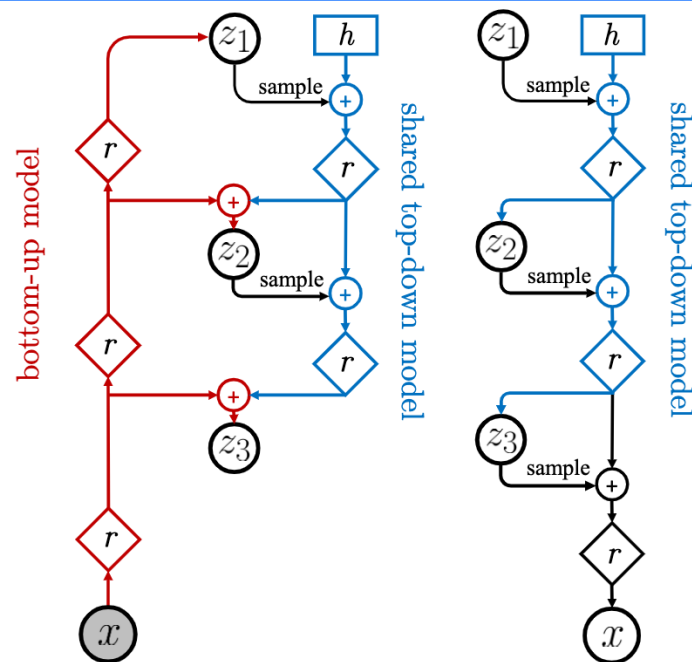 z₁
h
sample
+
r
r
+
z₂
sample
+
r
r
+
z₃
r
x
bottom-up model
shared top-down model
z₁
h
sample
+
r
z₂
sample
+
r
z₃
sample
+
r
x
shared top-down model